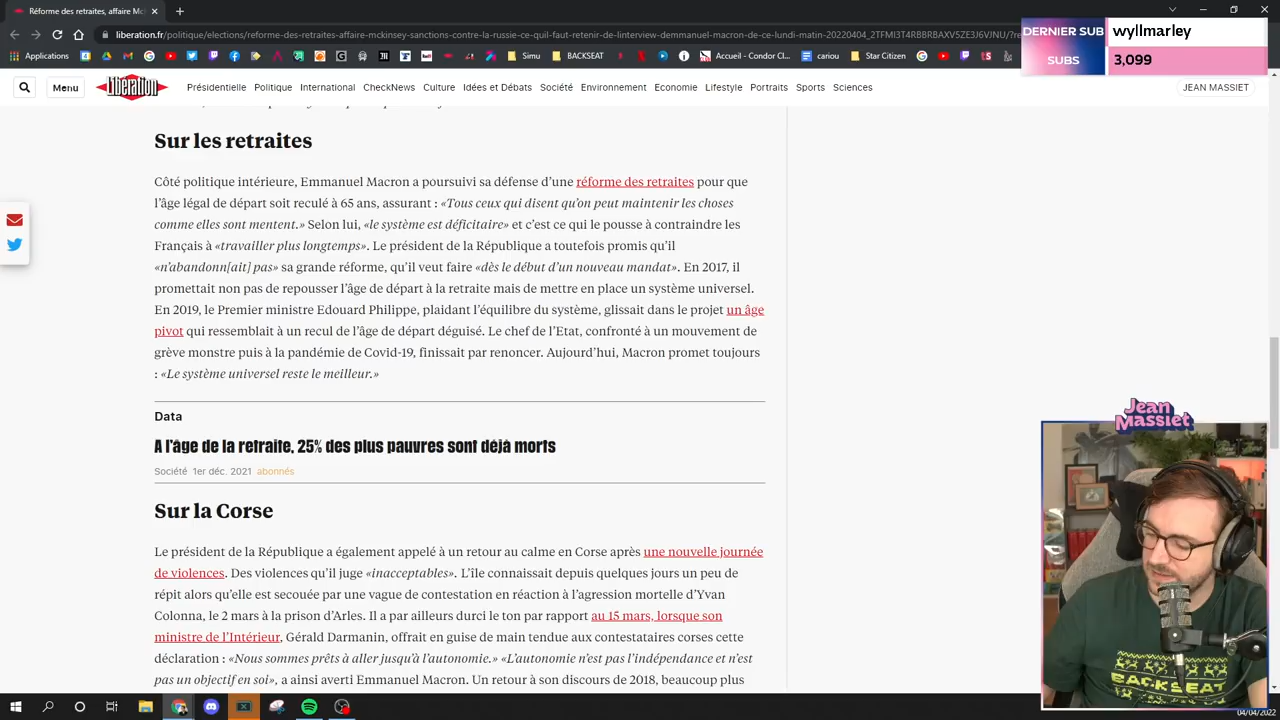 Réforme des retraites, affaire Mc
liberation.fr/politique/elections/reforme-des-retraites-affaire-mckinsey-sanctions-contre-la-russie-ce-quil-faut-retenir-de-linterview-demmanuel-macron-de-ce-lundi-matin-20220404_2TFMI3T4RBBRBAXV5ZE3J6VJNU/?re
DERNIER SUB
wyllmarley
SUBS
3,099
Applications
Simu
BACKSEAT
Accueil - Condor Cl...
cariou
Star Citizen
Menu
Libération
Présidentielle Politique International CheckNews Culture Idées et Débats Société Environnement Economie Lifestyle Portraits Sports Sciences
JEAN MASSIET
Sur les retraites
Côté politique intérieure, Emmanuel Macron a poursuivi sa défense d’une réforme des retraites pour que
l’âge légal de départ soit reculé à 65 ans, assurant : «Tous ceux qui disent qu’on peut maintenir les choses
comme elles sont mentent.» Selon lui, «le système est déficitaire» et c’est ce qui le pousse à contraindre les
Français à «travailler plus longtemps». Le président de la République a toutefois promis qu’il
«n’abandonn[ait] pas» sa grande réforme, qu’il veut faire «dès le début d’un nouveau mandat». En 2017, il
promettait non pas de repousser l’âge de départ à la retraite mais de mettre en place un système universel.
En 2019, le Premier ministre Edouard Philippe, plaidant l’équilibre du système, glissait dans le projet un âge
pivot qui ressemblait à un recul de l’âge de départ déguisé. Le chef de l’Etat, confronté à un mouvement de
grève monstre puis à la pandémie de Covid-19, finissait par renoncer. Aujourd’hui, Macron promet toujours
: «Le système universel reste le meilleur.»
Data
A l’âge de la retraite, 25% des plus pauvres sont déjà morts
Société 1er déc. 2021 abonnés
Sur la Corse
Le président de la République a également appelé à un retour au calme en Corse après une nouvelle journée
de violences. Des violences qu’il juge «inacceptables». L’île connaissait depuis quelques jours un peu de
répit alors qu’elle est secouée par une vague de contestation en réaction à l’agression mortelle d’Yvan
Colonna, le 2 mars à la prison d’Arles. Il a par ailleurs durci le ton par rapport au 15 mars, lorsque son
ministre de l’Intérieur, Gérald Darmanin, offrait en guise de main tendue aux contestataires corses cette
déclaration : «Nous sommes prêts à aller jusqu’à l’autonomie.» «L’autonomie n’est pas l’indépendance et n’est
pas un objectif en soi», a ainsi averti Emmanuel Macron. Un retour à son discours de 2018, beaucoup plus
Jean
Massiet
BACKSEAT
04/04/2022